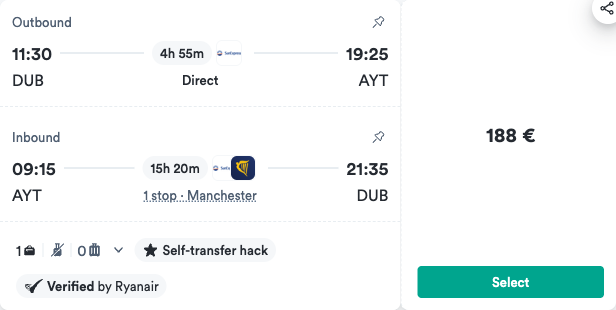 Outbound
11:30 4h 55m SunExpress 19:25
DUB Direct AYT
Inbound
09:15 15h 20m 21:35
AYT 1 stop · Manchester DUB
188 €
1 0 Self-transfer hack
Verified by Ryanair
Select